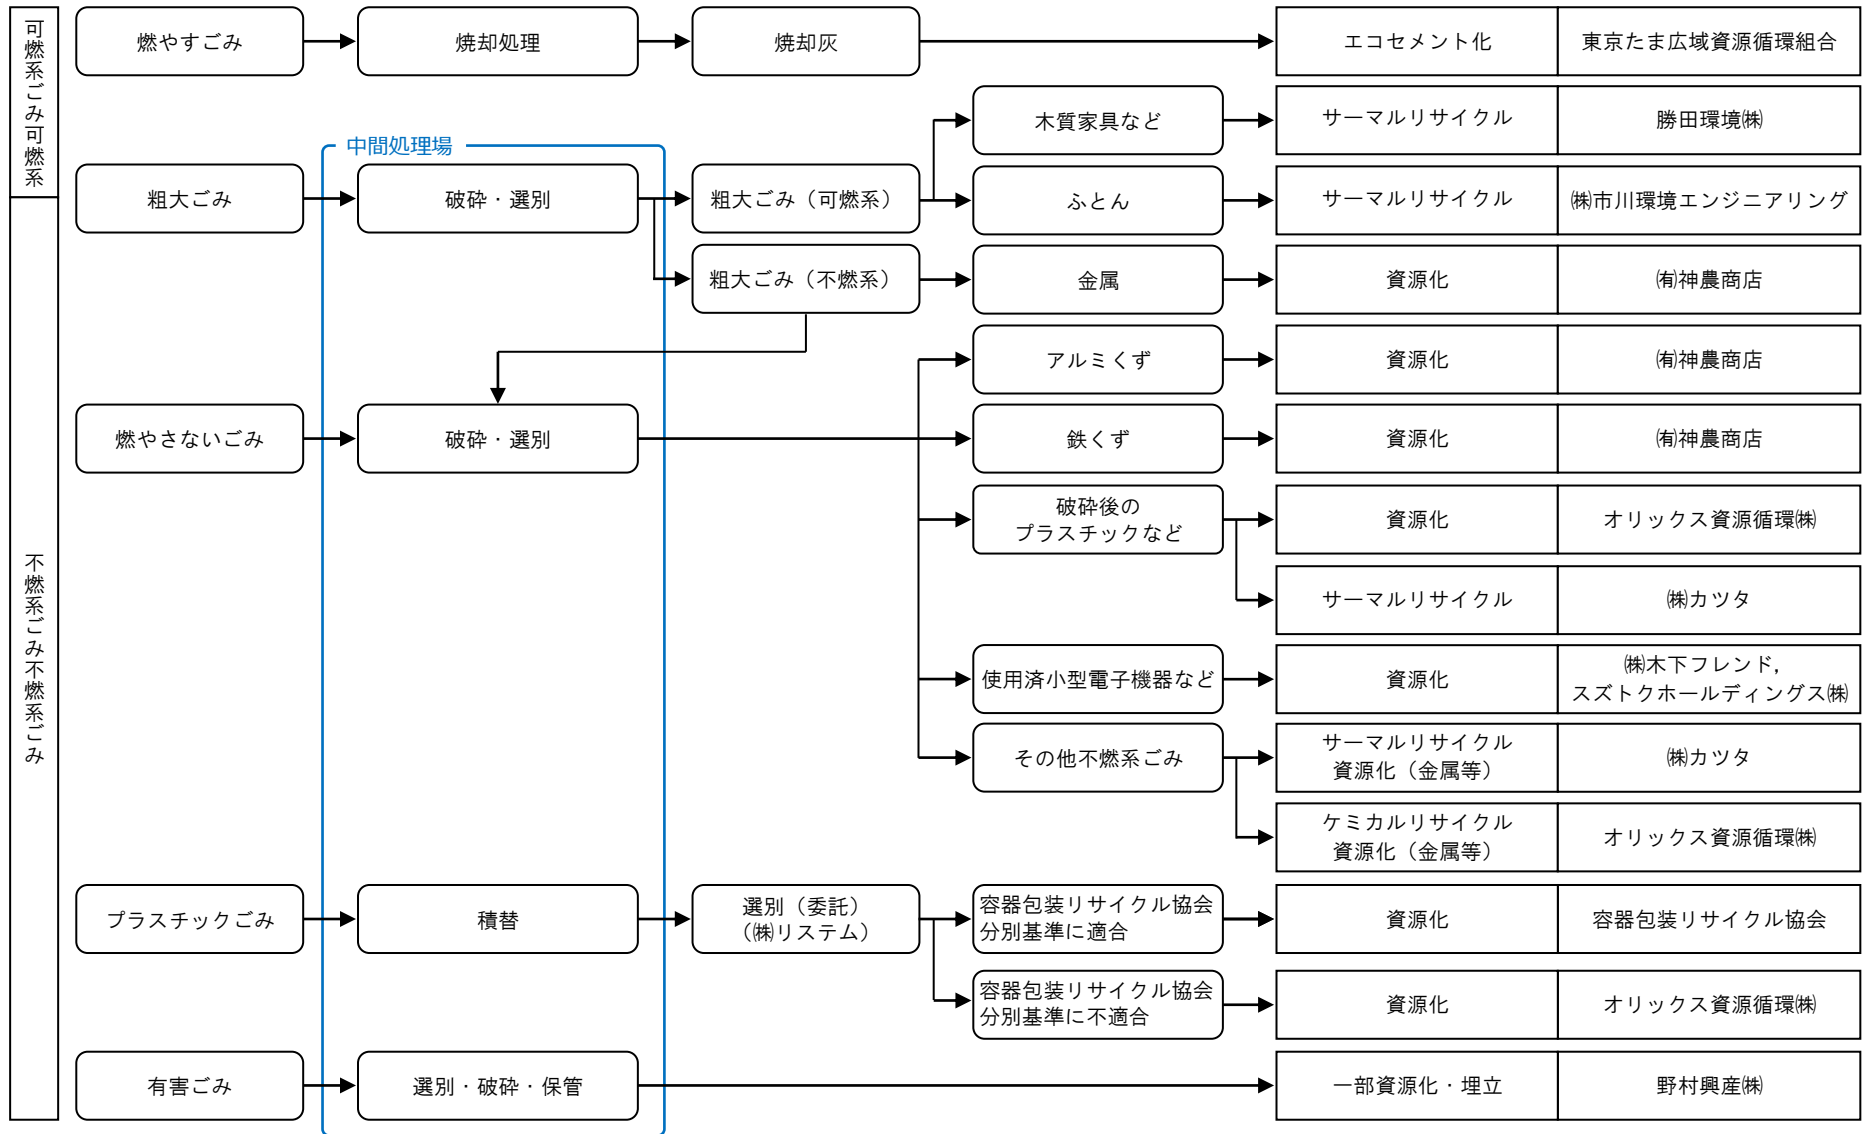 可燃系ごみ可燃系
燃やすごみ
焼却処理
焼却灰
エコセメント化
東京たま広域資源循環組合
木質家具など
サーマルリサイクル
勝田環境㈱
中間処理場
粗大ごみ
破砕・選別
粗大ごみ（可燃系）
ふとん
サーマルリサイクル
㈱市川環境エンジニアリング
不燃系ごみ不燃系ごみ
粗大ごみ（不燃系）
金属
資源化
㈲神農商店
アルミくず
資源化
㈲神農商店
燃やさないごみ
破砕・選別
鉄くず
資源化
㈲神農商店
破砕後の
プラスチックなど
資源化
オリックス資源循環㈱
サーマルリサイクル
㈱カツタ
使用済小型電子機器など
資源化
㈱木下フレンド，
スズトクホールディングス㈱
その他不燃系ごみ
サーマルリサイクル
資源化（金属等）
㈱カツタ
ケミカルリサイクル
資源化（金属等）
オリックス資源循環㈱
プラスチックごみ
積替
選別（委託）
（㈱リステム）
容器包装リサイクル協会
分別基準に適合
資源化
容器包装リサイクル協会
容器包装リサイクル協会
分別基準に不適合
資源化
オリックス資源循環㈱
有害ごみ
選別・破砕・保管
一部資源化・埋立
野村興産㈱